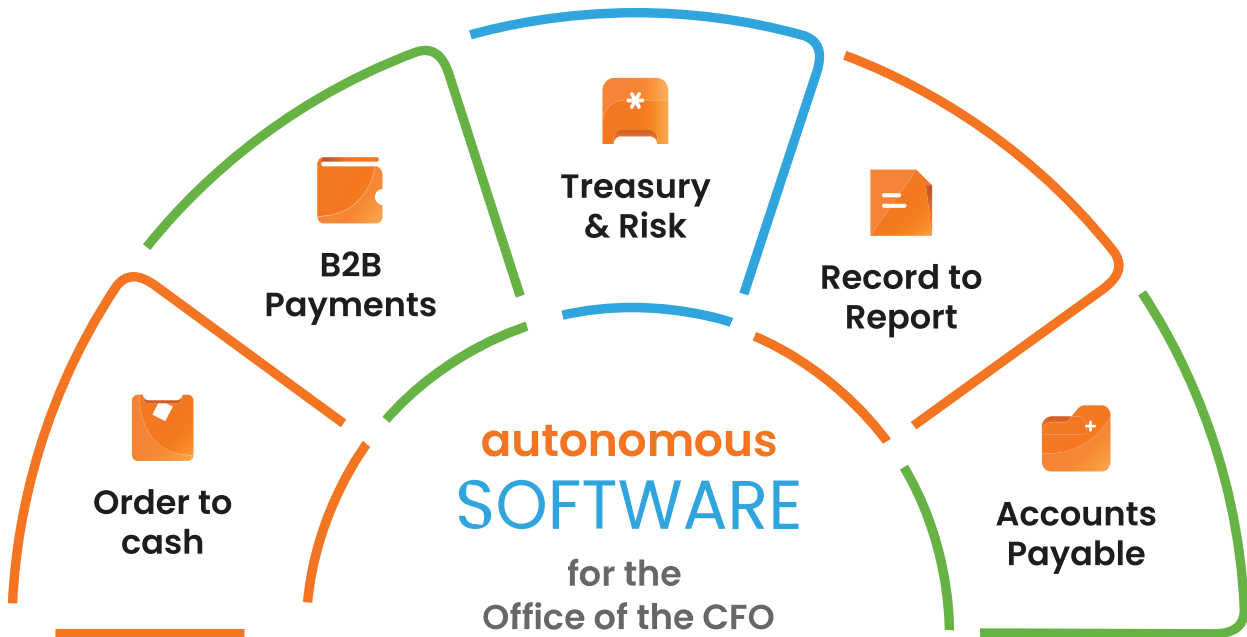 Treasury
& Risk
B2B
Payments
Record to
Report
Order to
cash
Accounts
Payable
autonomous
SOFTWARE
for the
Office of the CFO